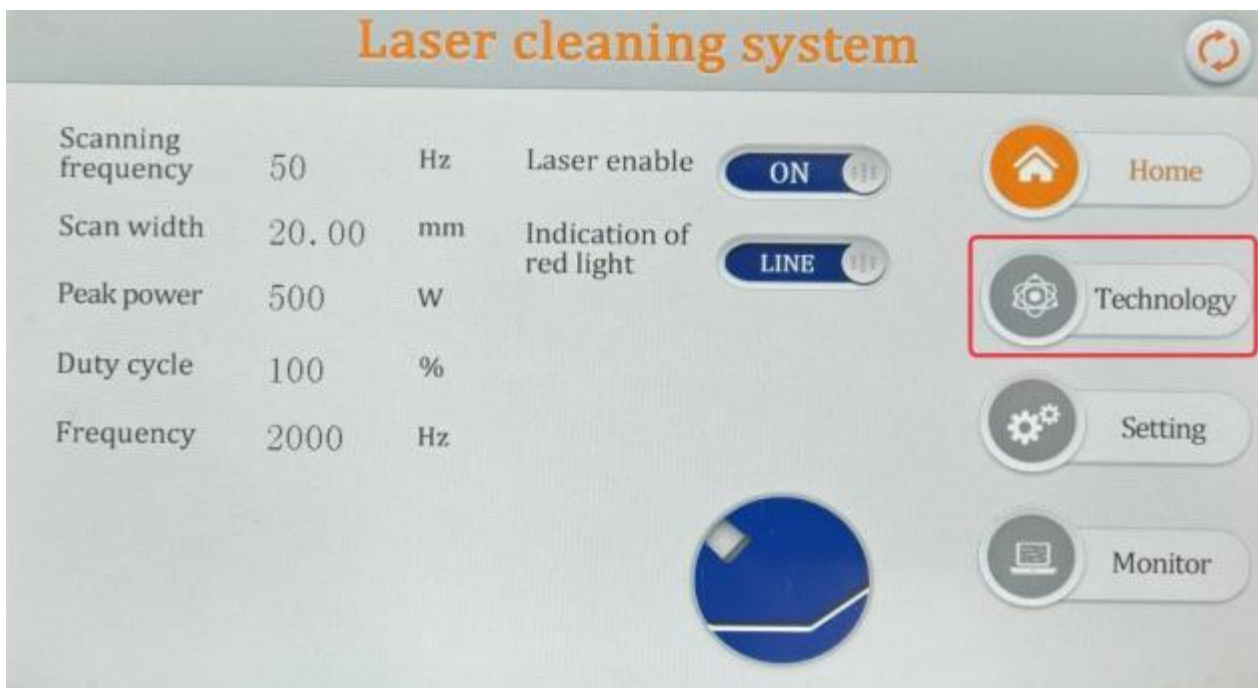 Laser cleaning system
Scanning
frequency
50
Hz
Laser enable
ON
Home
Scan width
20.00
mm
Indication of
red light
LINE
Technology
Peak power
500
W
Duty cycle
100
%
Frequency
2000
Hz
Setting
Monitor